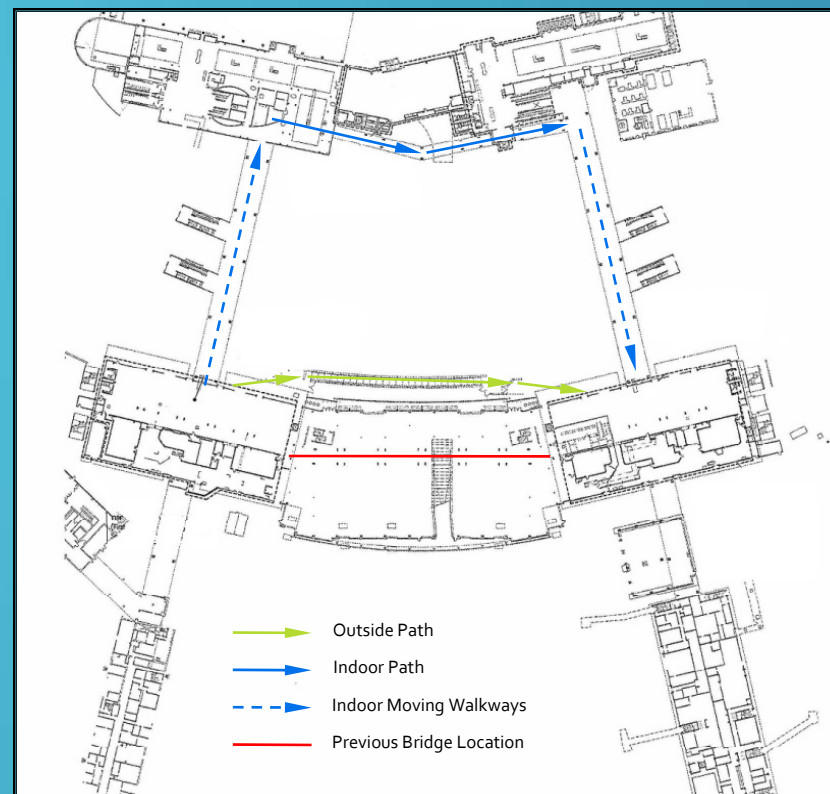 Outside Path
Indoor Path
Indoor Moving Walkways
Previous Bridge Location